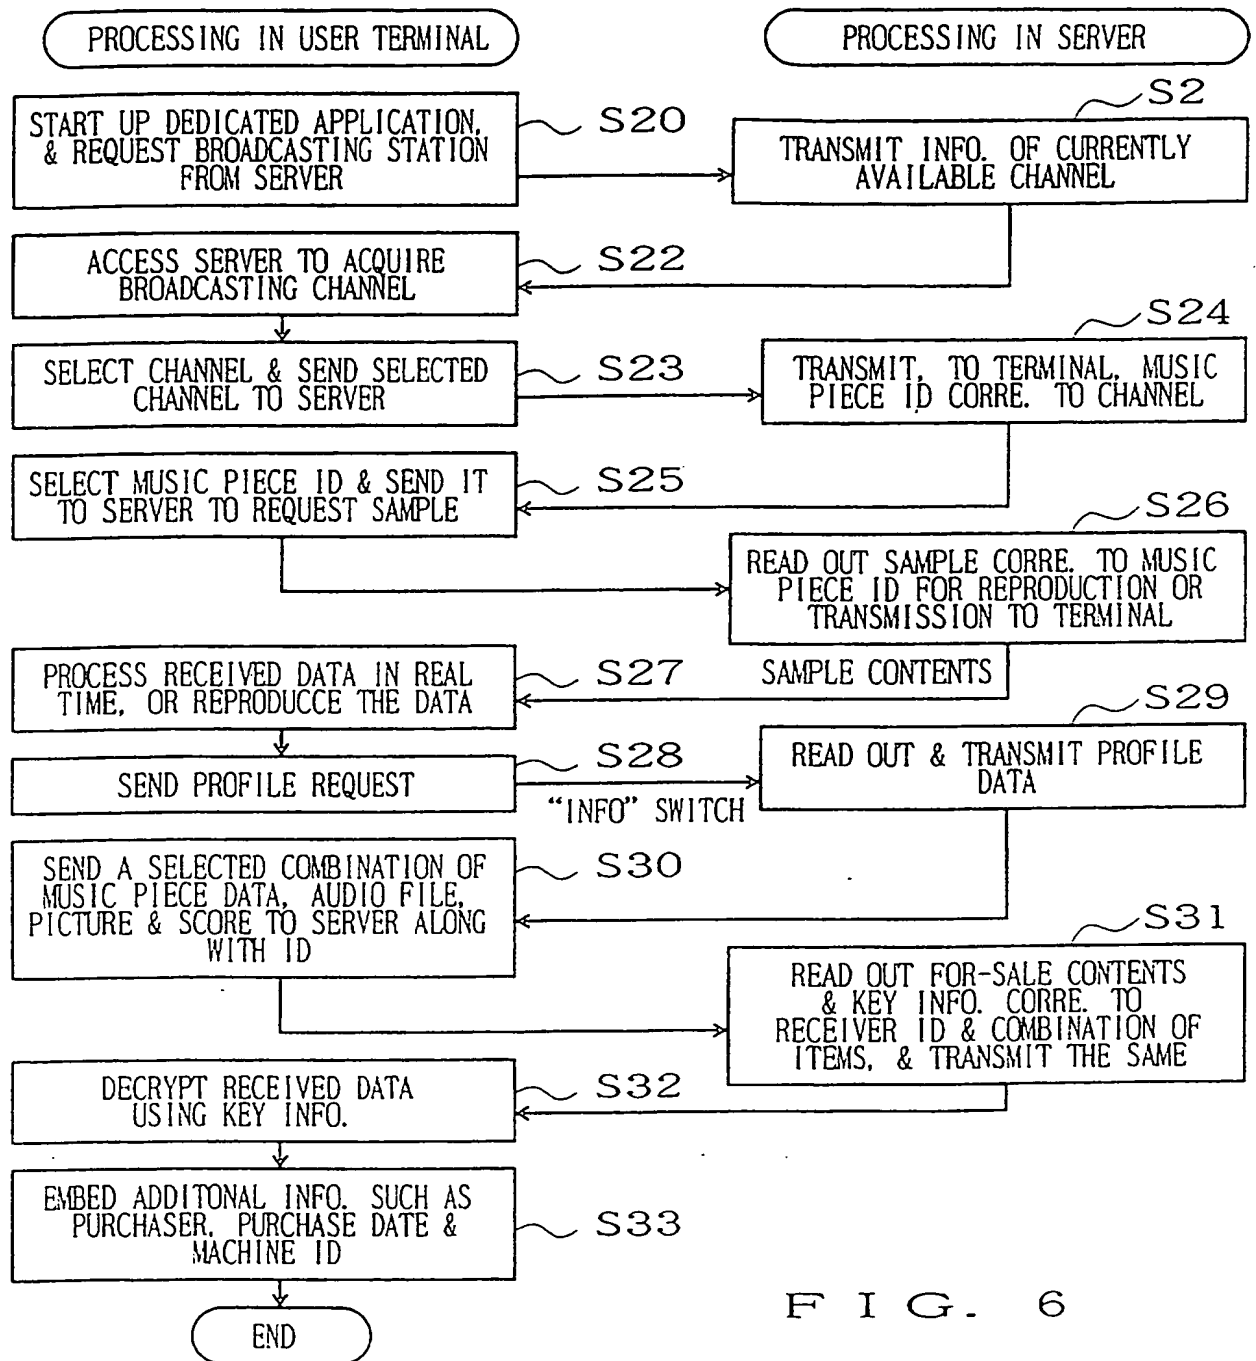 PROCESSING IN USER TERMINAL
PROCESSING IN SERVER
START UP DEDICATED APPLICATION,
& REQUEST BROADCASTING STATION
FROM SERVER
S20
S2
TRANSMIT INFO. OF CURRENTLY
AVAILABLE CHANNEL
ACCESS SERVER TO ACQUIRE
BROADCASTING CHANNEL
S22
SELECT CHANNEL & SEND SELECTED
CHANNEL TO SERVER
S23
S24
TRANSMIT, TO TERMINAL, MUSIC
PIECE ID CORRE. TO CHANNEL
SELECT MUSIC PIECE ID & SEND IT
TO SERVER TO REQUEST SAMPLE
S25
S26
READ OUT SAMPLE CORRE. TO MUSIC
PIECE ID FOR REPRODUCTION OR
TRANSMISSION TO TERMINAL
PROCESS RECEIVED DATA IN REAL
TIME, OR REPRODUCCE THE DATA
S27
SAMPLE CONTENTS
SEND PROFILE REQUEST
S28
"INFO" SWITCH
S29
READ OUT & TRANSMIT PROFILE
DATA
SEND A SELECTED COMBINATION OF
MUSIC PIECE DATA, AUDIO FILE,
PICTURE & SCORE TO SERVER ALONG
WITH ID
S30
S31
READ OUT FOR-SALE CONTENTS
& KEY INFO. CORRE. TO
RECEIVER ID & COMBINATION OF
ITEMS, & TRANSMIT THE SAME
DECRYPT RECEIVED DATA
USING KEY INFO.
S32
EMBED ADDITONAL INFO. SUCH AS
PURCHASER, PURCHASE DATE &
MACHINE ID
S33
END
FIG. 6